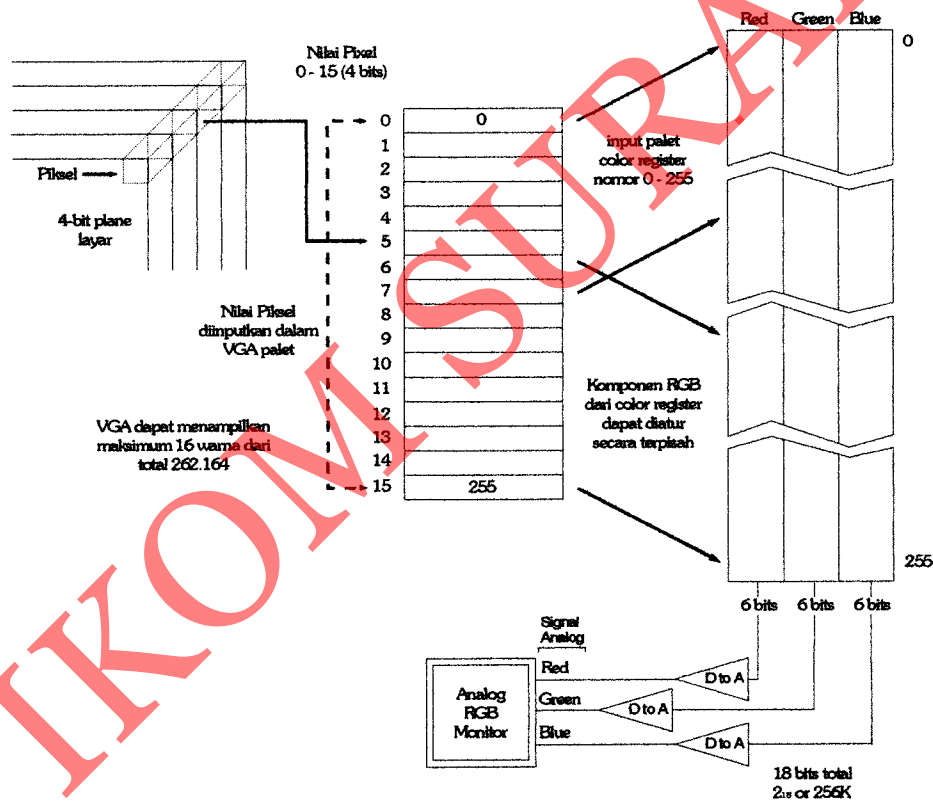 Red Green Blue
0
Nilai Pixel
0 - 15 (4 bits)
0
1
2
3
4
5
6
7
8
9
10
11
12
13
14
15
0
255
input palet
color register
nomor 0 - 255
Piksel
4-bit plane
layar
Nilai Piksel
diinputkan dalam
VGA palet
Komponen RGB
dari color register
dapat diatur
secara terpisah
VGA dapat menampilkan
maksimum 16 warna dari
total 262.164
255
6 bits 6 bits 6 bits
Signal
Analog
Red
Green
Blue
Analog
RGB
Monitor
D to A
D to A
D to A
18 bits total
218 or 256K
IKOM SURA